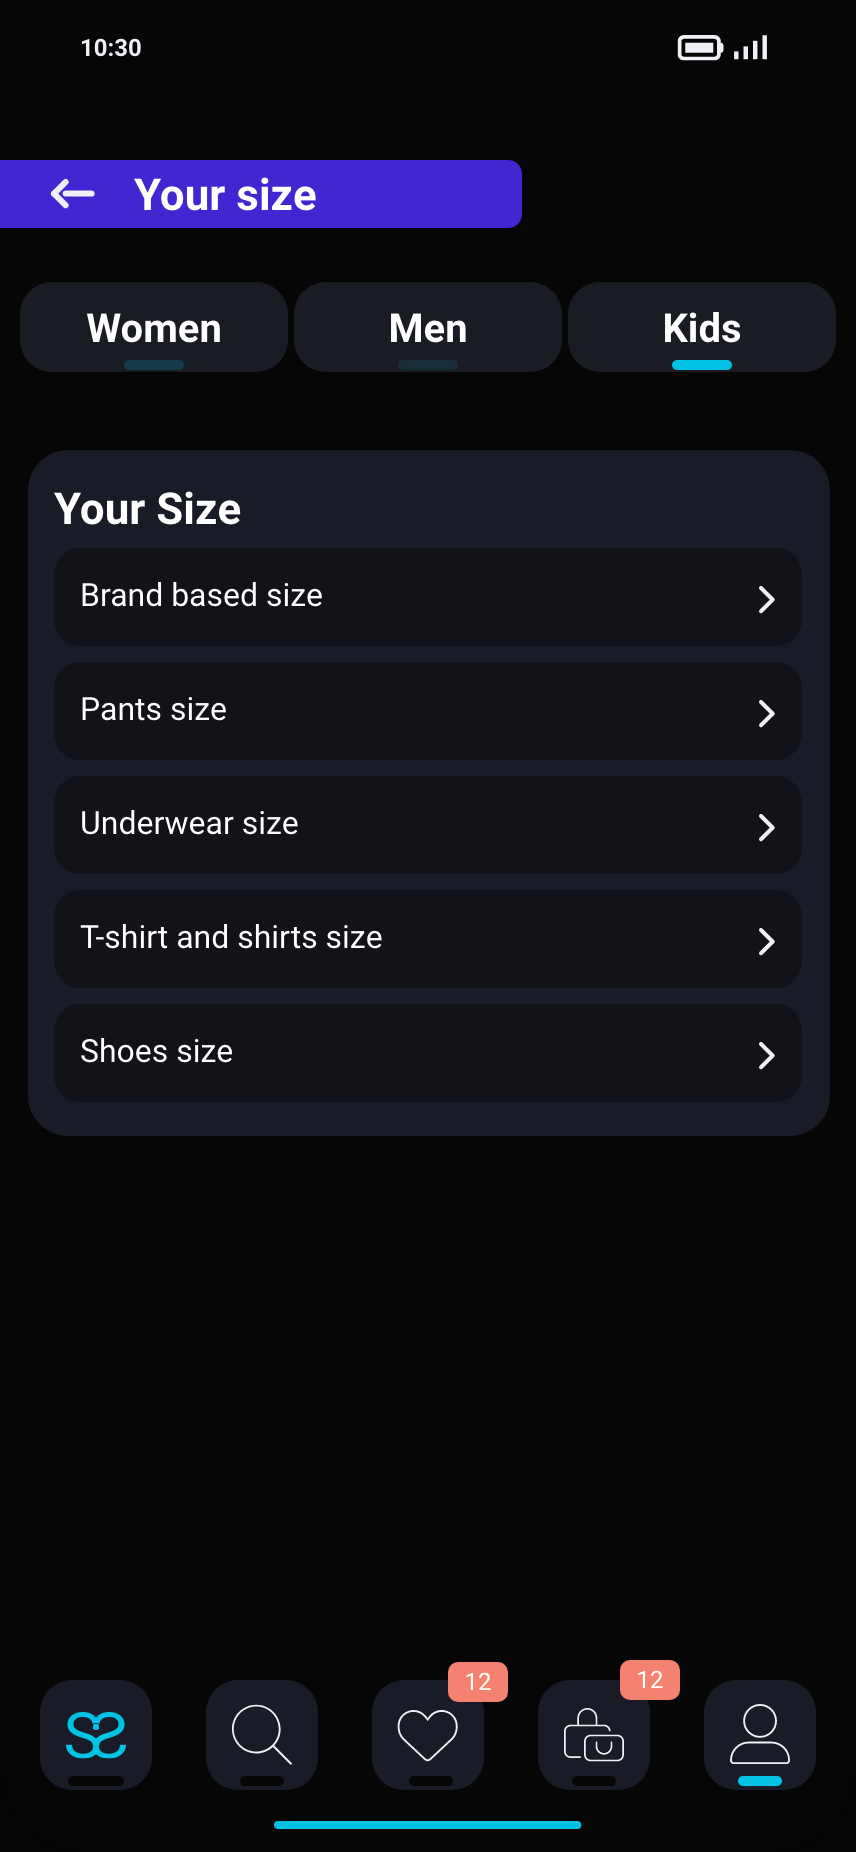 10:30
Your size
Women
Men
Kids
Your Size
Brand based size
Pants size
Underwear size
T-shirt and shirts size
Shoes size
12
12